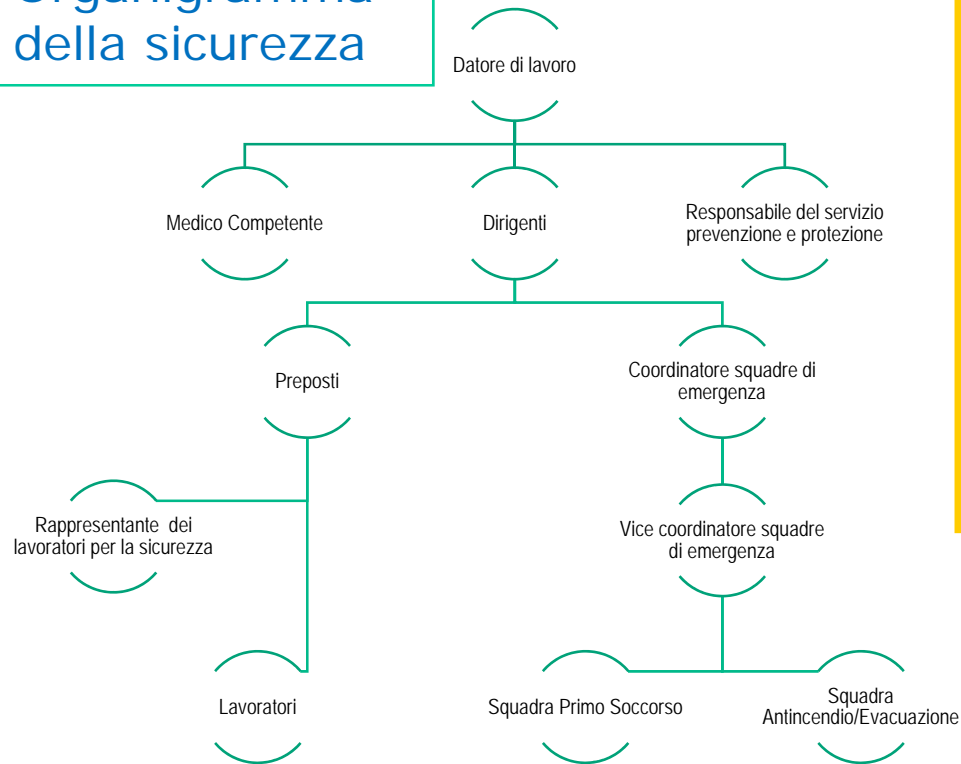 Organigramma
della sicurezza
Datore di lavoro
Medico Competente
Dirigenti
Responsabile del servizio
prevenzione e protezione
Preposti
Coordinatore squadre di
emergenza
Rappresentante dei
lavoratori per la sicurezza
Vice coordinatore squadre
di emergenza
Lavoratori
Squadra Primo Soccorso
Squadra
Antincendio/Evacuazione